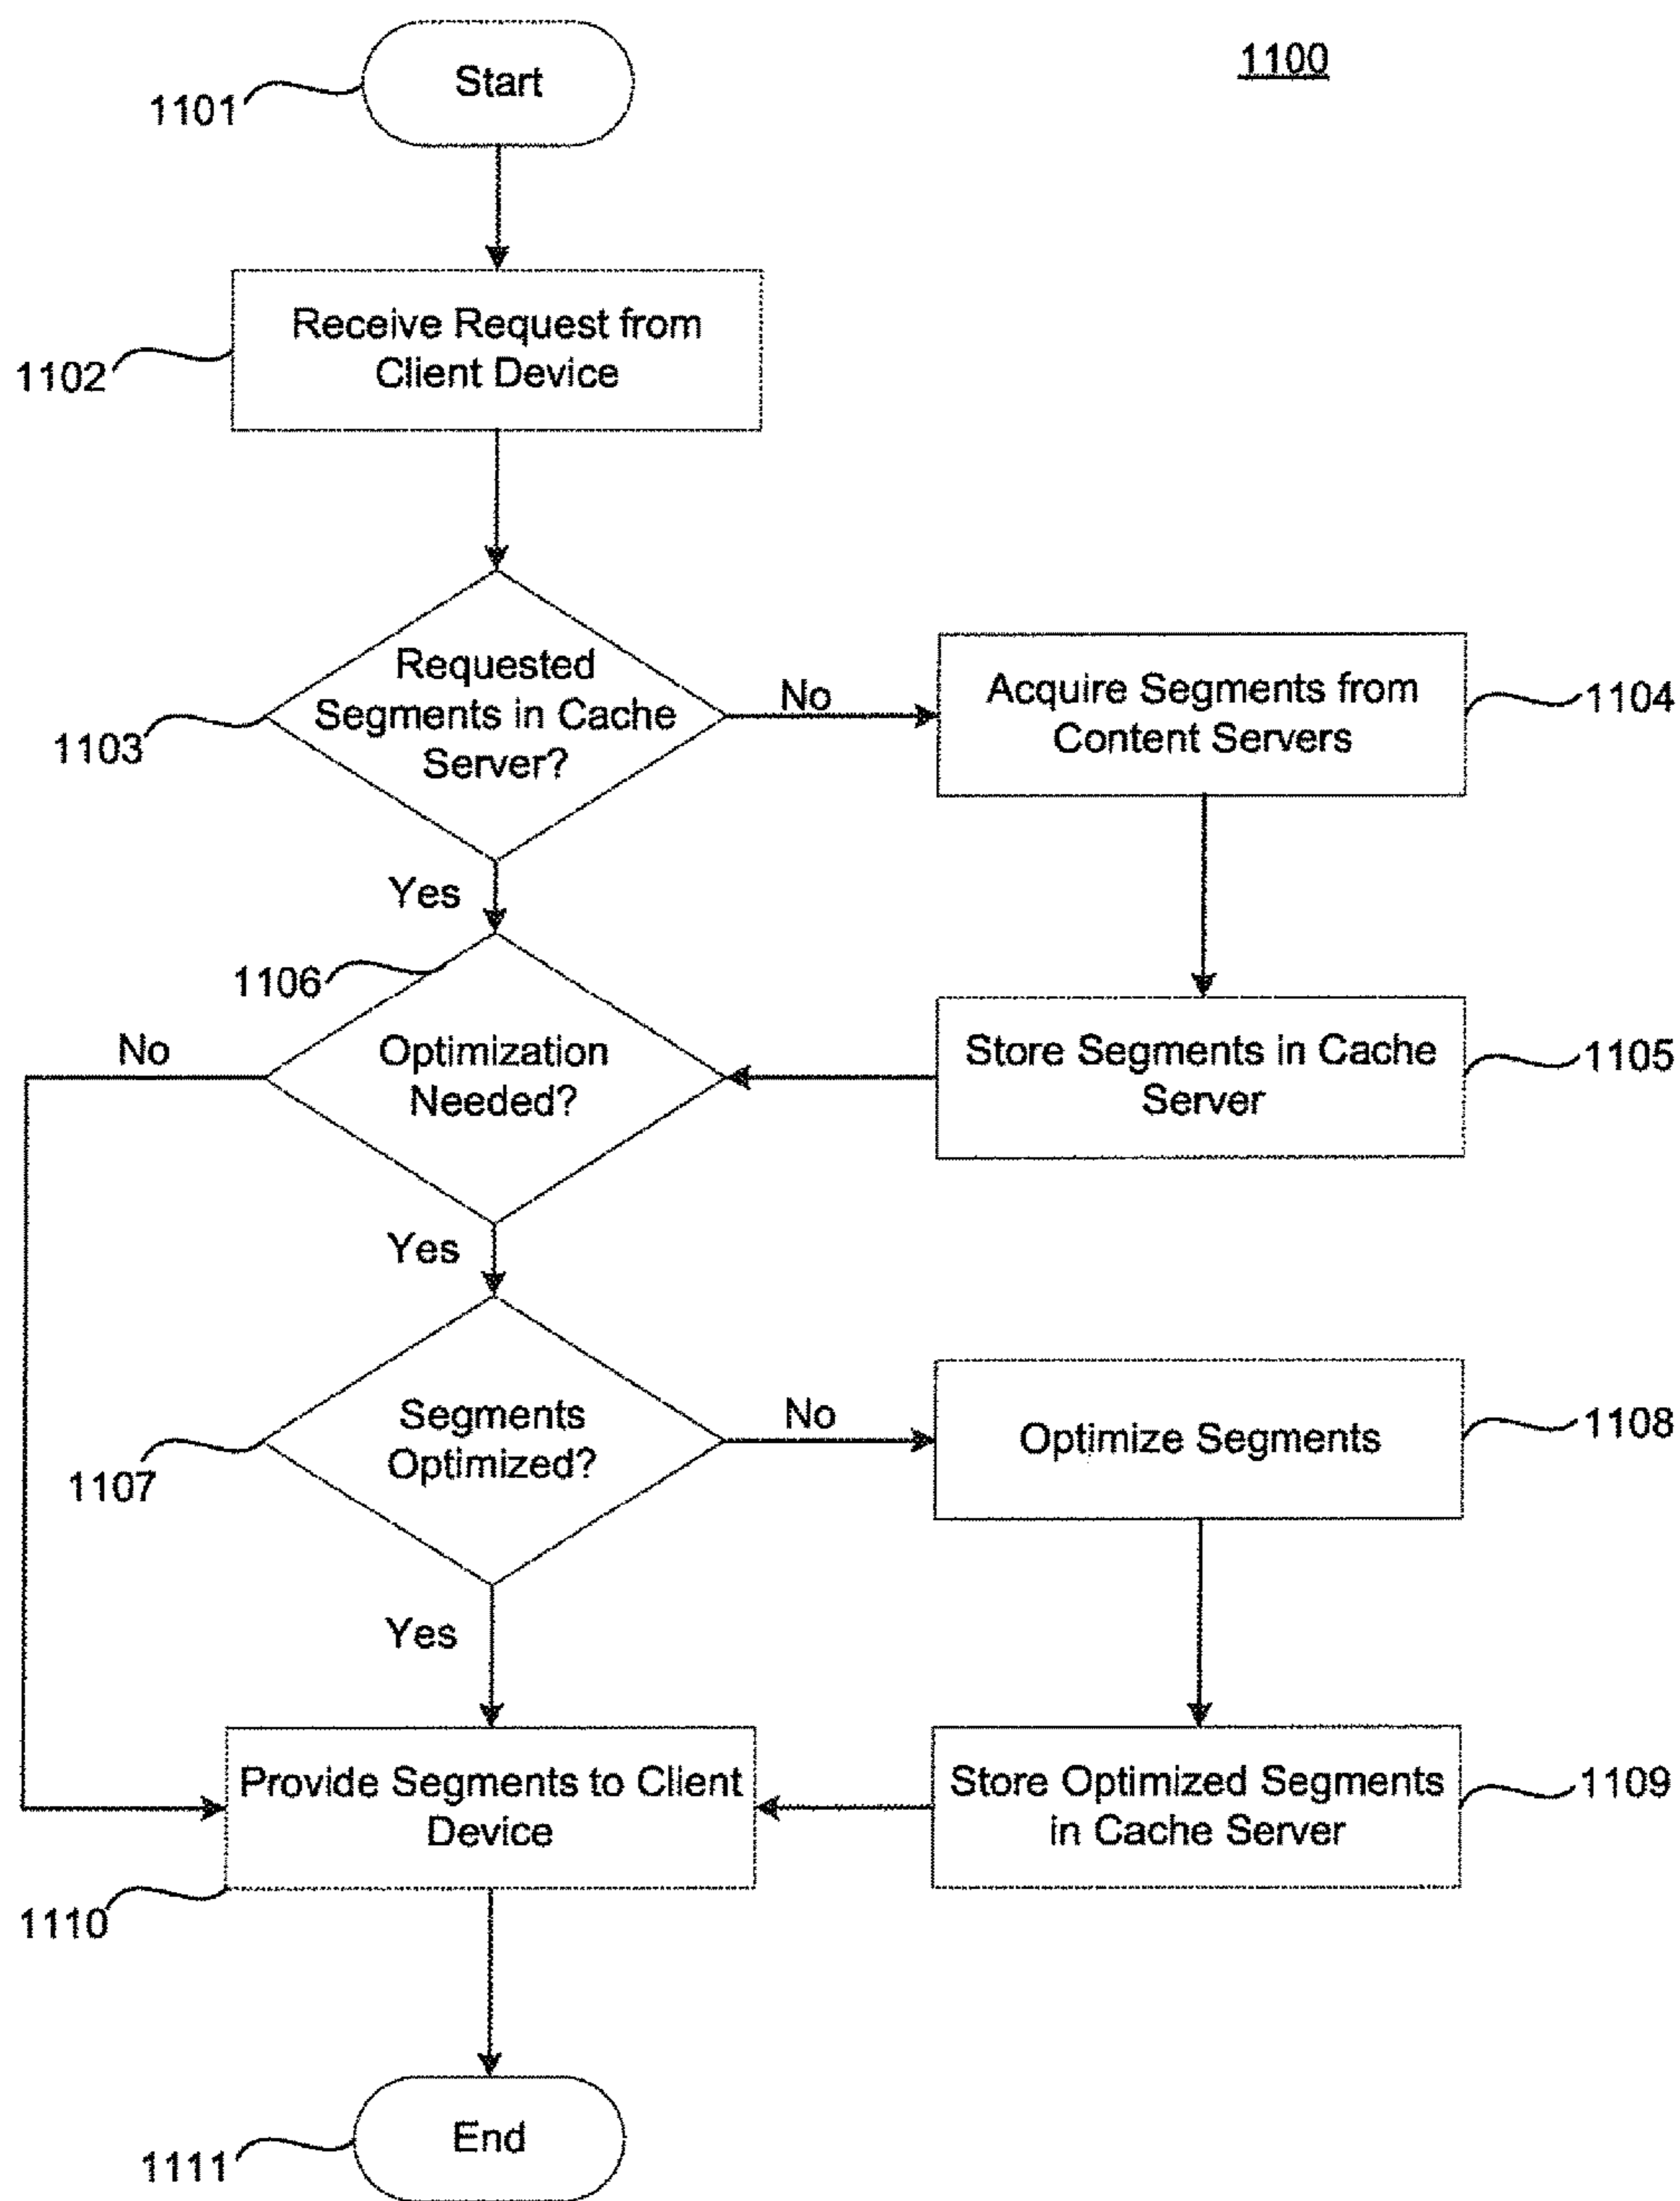 1100
Start
1101
Receive Request from
Client Device
1102
Requested
Segments in Cache
Server?
1103
No
Acquire Segments from
Content Servers
1104
Yes
1106
No
Optimization
Needed?
Store Segments in Cache
Server
1105
Yes
Segments
Optimized?
1107
No
Optimize Segments
1108
Yes
Provide Segments to Client
Device
1110
Store Optimized Segments
in Cache Server
1109
End
1111